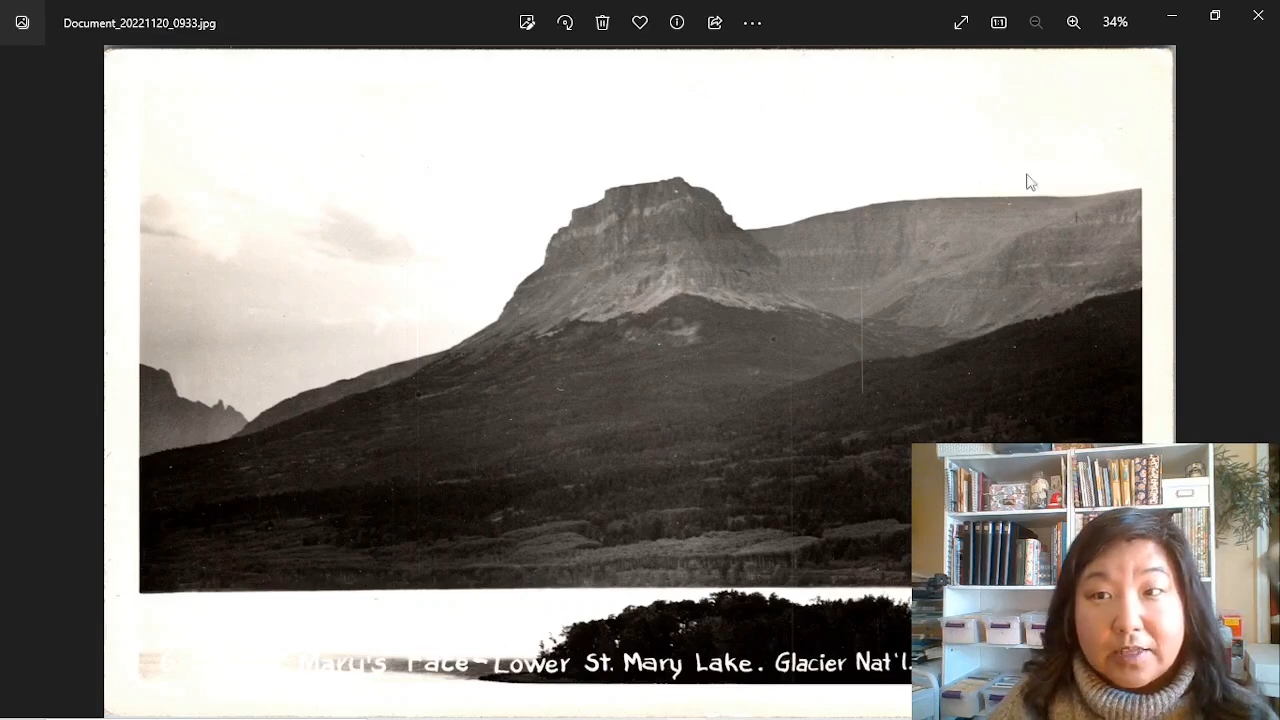 Document_20221120_0933.jpg
34%
Mary's Face - Lower St. Mary Lake. Glacier Nat'l.